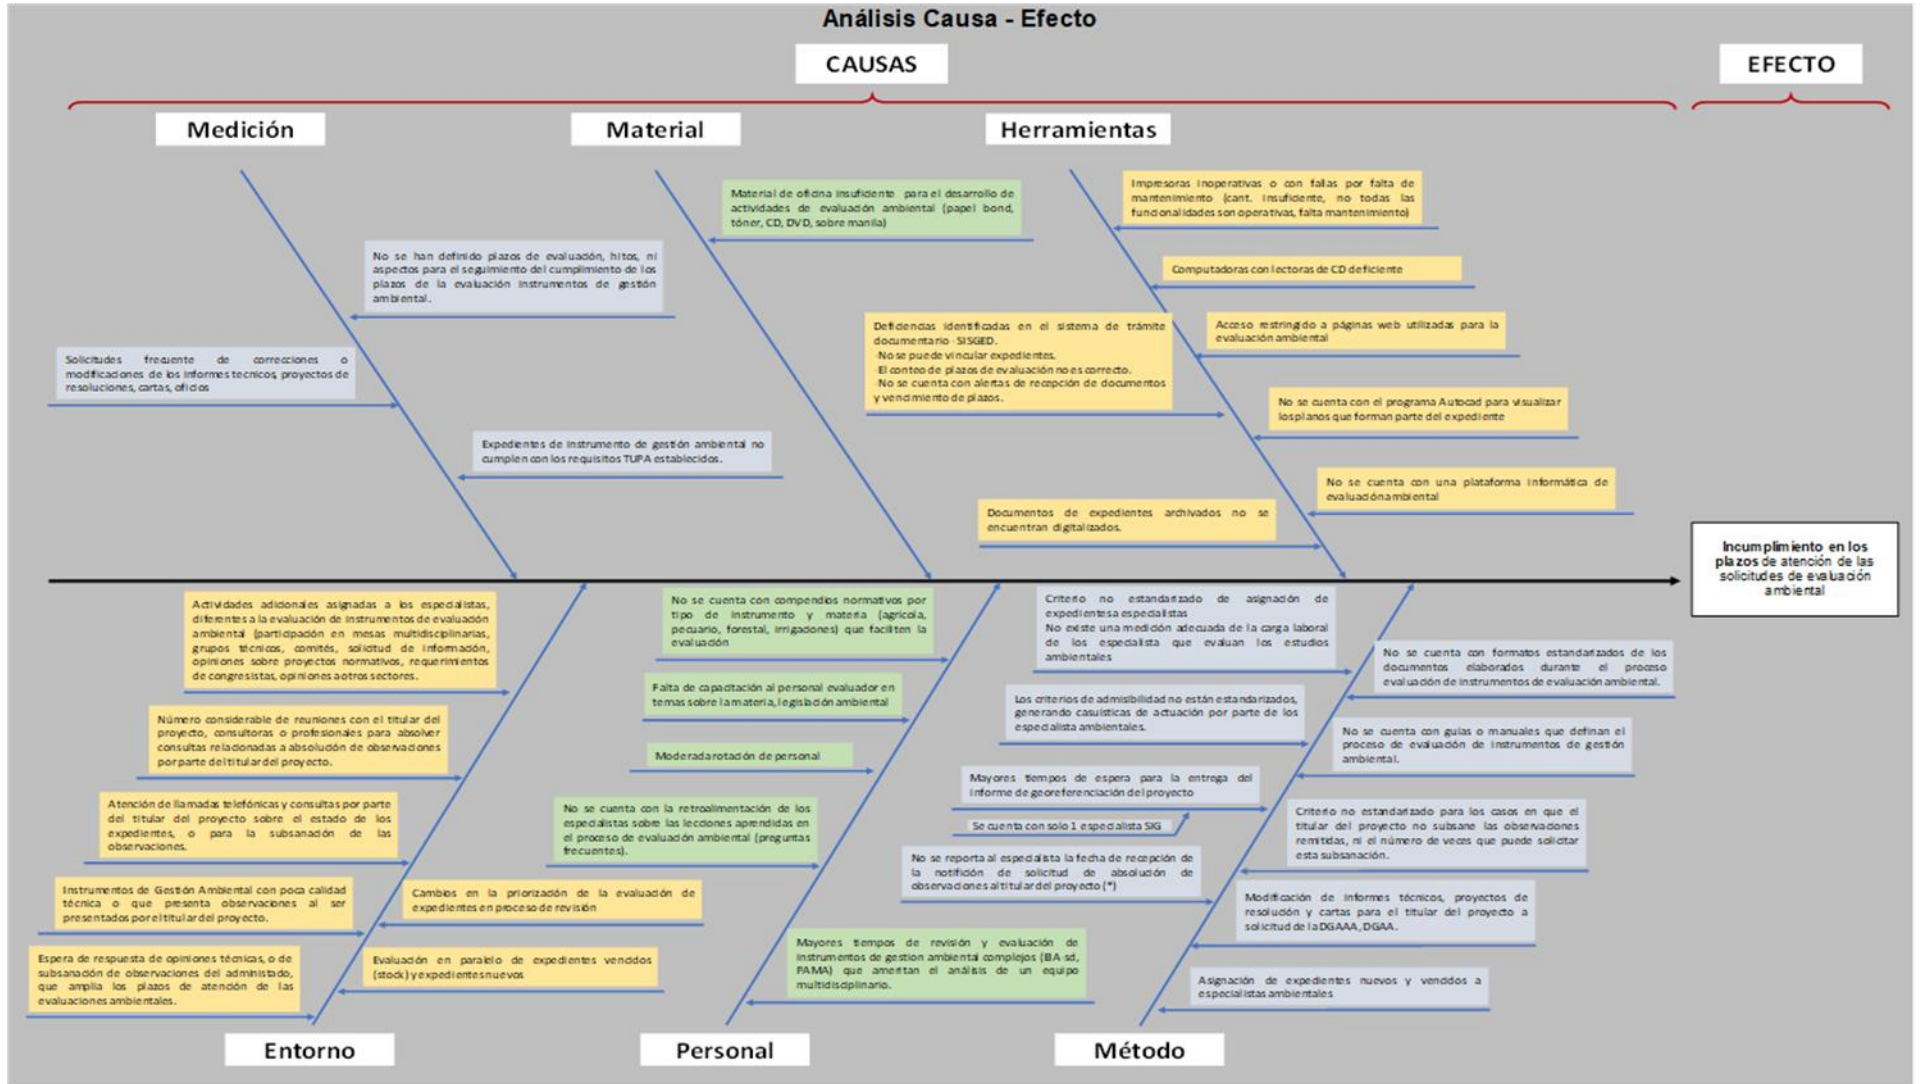 Análisis Causa - Efecto
CAUSAS
EFECTO
Medición
Material
Herramientas
No se han definido plazos de evaluación, hitos, ni
aspectos para el seguimiento del cumplimiento de los
plazos de la evaluación instrumentos de gestión
ambiental.
Solicitudes frecuente de correcciones o
modificaciones de los informes tecnicos, proyectos de
resoluciones, cartas, oficios
Expedientes de instrumento de gestión ambiental no
cumplen con los requisitos TUPA establecidos.
Material de oficina insuficiente para el desarrollo de
actividades de evaluación ambiental (papel bond,
tóner, CD, DVD, sobre manila)
Impresoras inoperativas o con fallas por falta de
mantenimiento (cant. insuficiente, no todas las
funcionalidades son operativas, falta mantenimiento)
Computadoras con lectoras de CD deficiente
Deficiencias identificadas en el sistema de trámite
documentario - SISGED.
-No se puede vincular expedientes.
-El conteo de plazos de evaluación no es correcto.
-No se cuenta con alertas de recepción de documentos
y vencimiento de plazos.
Acceso restringido a páginas web utilizadas para la
evaluación ambiental
No se cuenta con el programa Autocad para visualizar
los planos que forman parte del expediente
No se cuenta con una plataforma informática de
evaluación ambiental
Documentos de expedientes archivados no se
encuentran digitalizados.
Incumplimiento en los
plazos de atención de las
solicitudes de evaluación
ambiental
Actividades adicionales asignadas a los especialistas,
diferentes a la evaluación de instrumentos de evaluación
ambiental (participación en mesas multidisciplinarias,
grupos técnicos, comités, solicitud de información,
opiniones sobre proyectos normativos, requerimientos
de congresistas, opiniones a otros sectores.
Número considerable de reuniones con el titular del
proyecto, consultoras o profesionales para absolver
consultas relacionadas a absolución de observaciones
por parte del titular del proyecto.
Atención de llamadas telefónicas y consultas por parte
del titular del proyecto sobre el estado de los
expedientes, o para la subsanación de las
observaciones.
Instrumentos de Gestión Ambiental con poca calidad
técnica o que presenta observaciones al ser
presentados por el titular del proyecto.
Espera de respuesta de opiniones técnicas, o de
subsanación de observaciones del administado,
que amplia los plazos de atención de las
evaluaciones ambientales.
Cambios en la priorización de la evaluación de
expedientes en proceso de revisión
Evaluación en paralelo de expedientes vencidos
(stock) y expedientes nuevos
No se cuenta con compendios normativos por
tipo de instrumento y materia (agrícola,
pecuario, forestal, irrigaciones) que faciliten la
evaluación
Falta de capacitación al personal evaluador en
temas sobre la materia, legislación ambiental
Moderada rotación de personal
No se cuenta con la retroalimentación de los
especialistas sobre las lecciones aprendidas en
el proceso de evaluación ambiental (preguntas
frecuentes).
Mayores tiempos de revisión y evaluación de
instrumentos de gestion ambiental complejos (BA-sd,
PAMA) que ameritan el análisis de un equipo
multidisciplinario.
Criterio no estandarizado de asignación de
expedientes a especialistas
No existe una medición adecuada de la carga laboral
de los especialista que evaluan los estudios
ambientales
Los criterios de admisibilidad no están estandarizados,
generando casuísticas de actuación por parte de los
especialista ambientales.
Mayores tiempos de espera para la entrega del
informe de georeferenciación del proyecto
Se cuenta con solo 1 especialista SIG
No se reporta al especialista la fecha de recepción de
la notifición de solicitud de absolución de
observaciones al titular del proyecto (*)
No se cuenta con formatos estandarizados de los
documentos elaborados durante el proceso
evaluación de instrumentos de evaluación ambiental.
No se cuenta con guías o manuales que definan el
proceso de evaluación de instrumentos de gestión
ambiental.
Criterio no estandarizado para los casos en que el
titular del proyecto no subsane las observaciones
remitidas, ni el número de veces que puede solicitar
esta subsanación.
Modificación de informes técnicos, proyectos de
resolución y cartas para el titular del proyecto a
solicitud de la DGAAA, DGAA.
Asignación de expedientes nuevos y vencidos a
especialistas ambientales
Entorno
Personal
Método